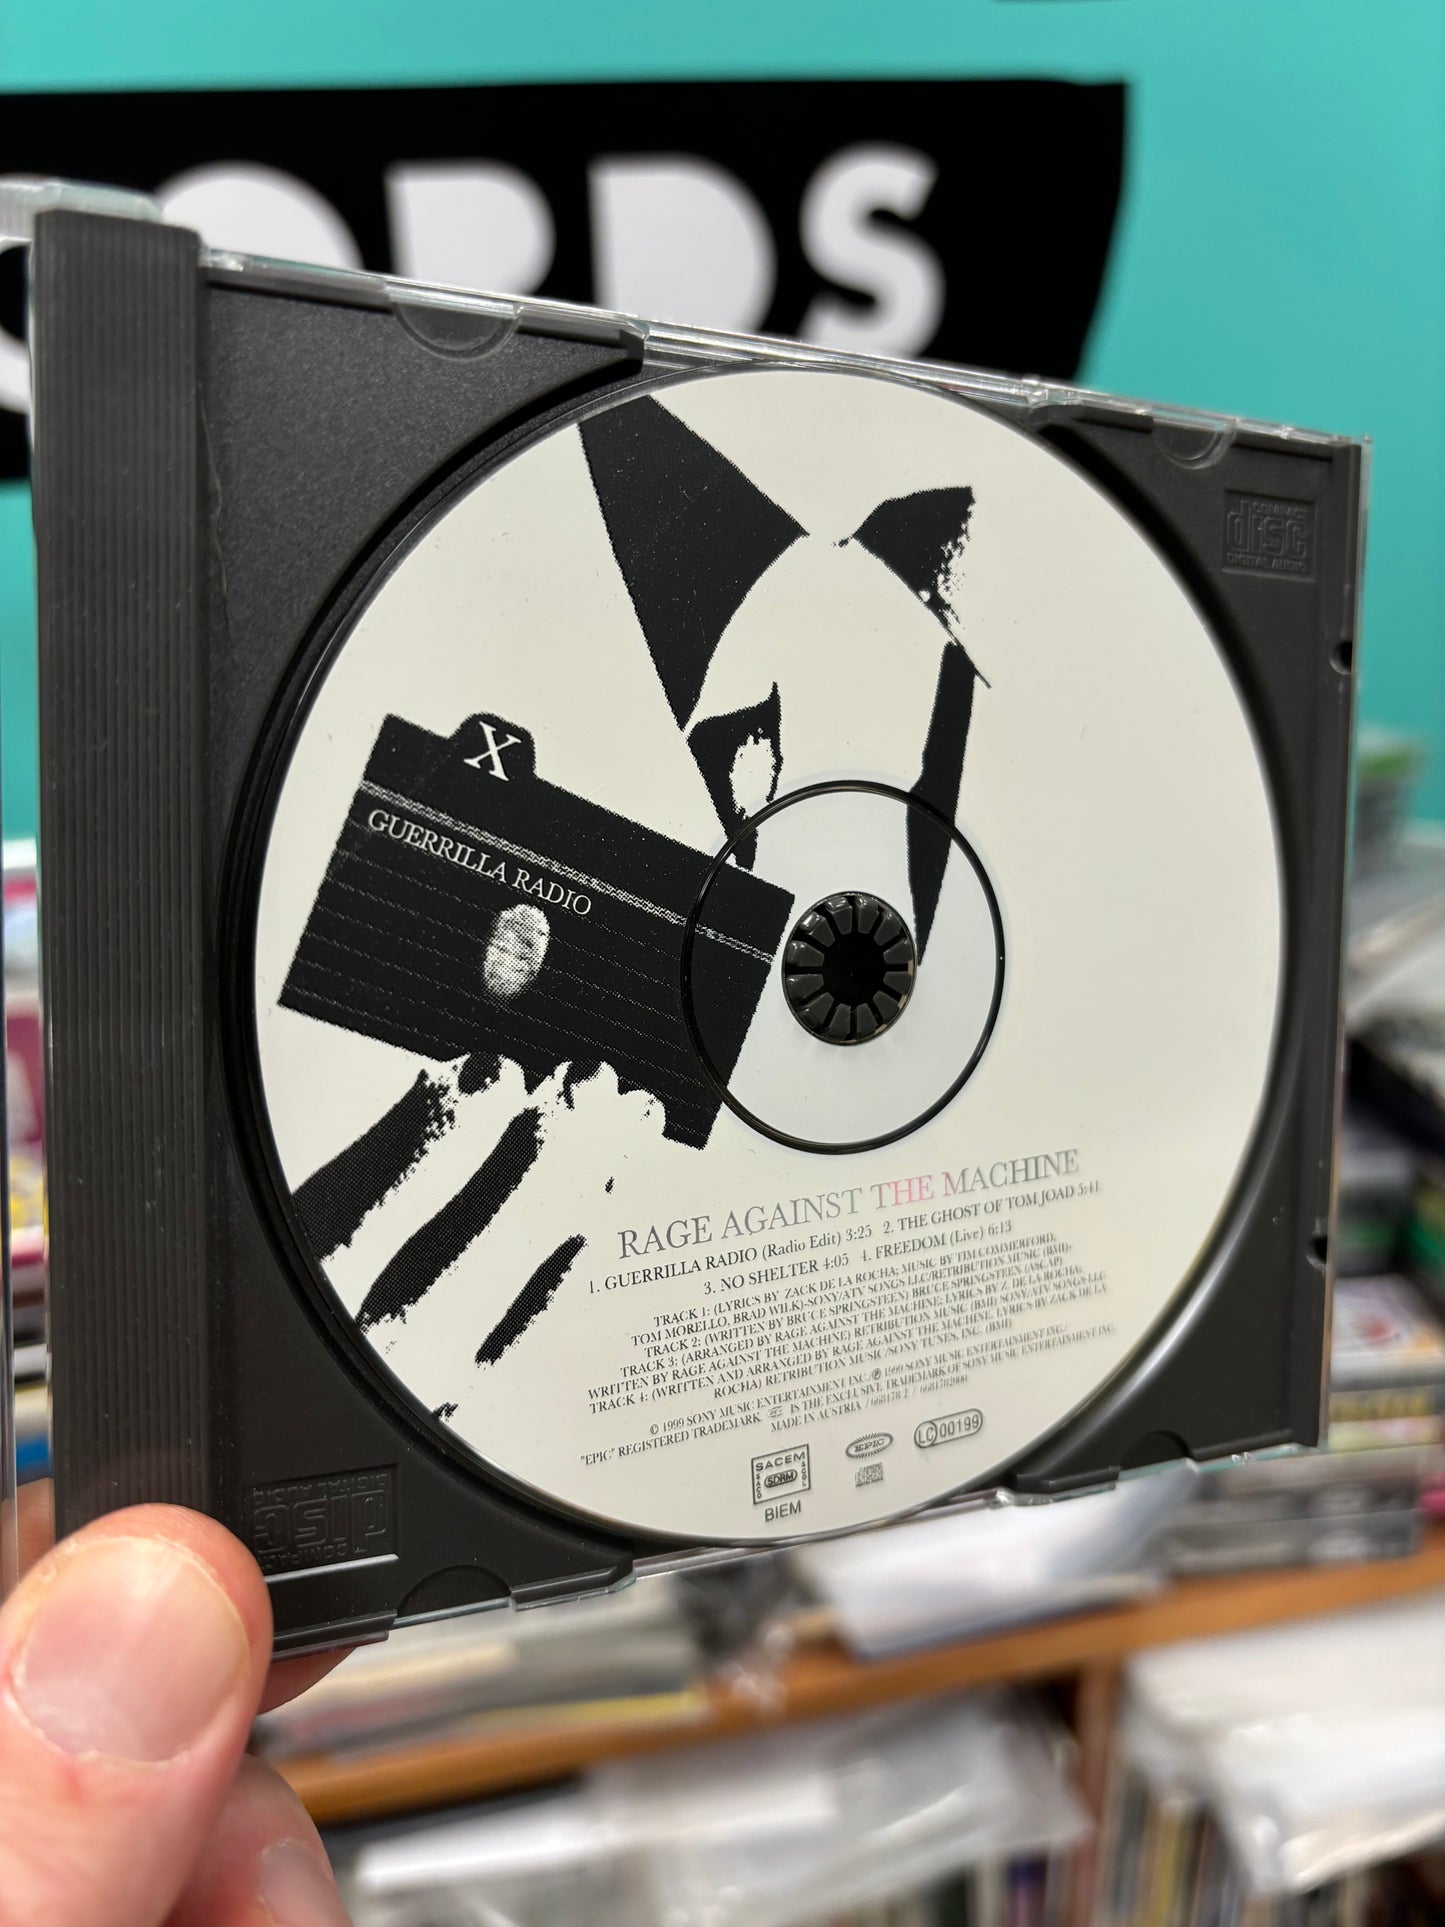 ORDS
COMPACT
disc
DIGITAL AUDIO
X
GUERRILLA RADIO
RAGE AGAINST THE MACHINE
1. GUERRILLA RADIO (Radio Edit) 3:25 2. THE GHOST OF TOM JOAD 5:41
3. NO SHELTER 4:05 4. FREEDOM (Live) 6:13
TRACK 1: (LYRICS BY ZACK DE LA ROCHA; MUSIC BY TIM COMMERFORD,
TOM MORELLO, BRAD WILK)-SONY/ATV SONGS LLC/RETRIBUTION MUSIC (BMI)-
TRACK 2: (WRITTEN BY BRUCE SPRINGSTEEN) BRUCE SPRINGSTEEN (ASCAP)
TRACK 3: (ARRANGED BY RAGE AGAINST THE MACHINE; LYRICS BY Z. DE LA ROCHA;
WRITTEN BY RAGE AGAINST THE MACHINE) RETRIBUTION MUSIC (BMI) SONY/ATV SONGS LLC
TRACK 4: (WRITTEN AND ARRANGED BY RAGE AGAINST THE MACHINE, LYRICS BY ZACK DE LA
ROCHA) RETRIBUTION MUSIC/SONY TUNES, INC. (BMI)
© 1999 SONY MUSIC ENTERTAINMENT INC./℗ 1999 SONY MUSIC ENTERTAINMENT INC./
"EPIC" REGISTERED TRADEMARK. IS THE EXCLUSIVE TRADEMARK OF SONY MUSIC ENTERTAINMENT INC.
MADE IN AUSTRIA / 668178 2 / 6681782000
SACEM
SDRM
SACD
SGDL
BIEM
EPIC
LC 00199
COMPACT
disc
DIGITAL AUDIO